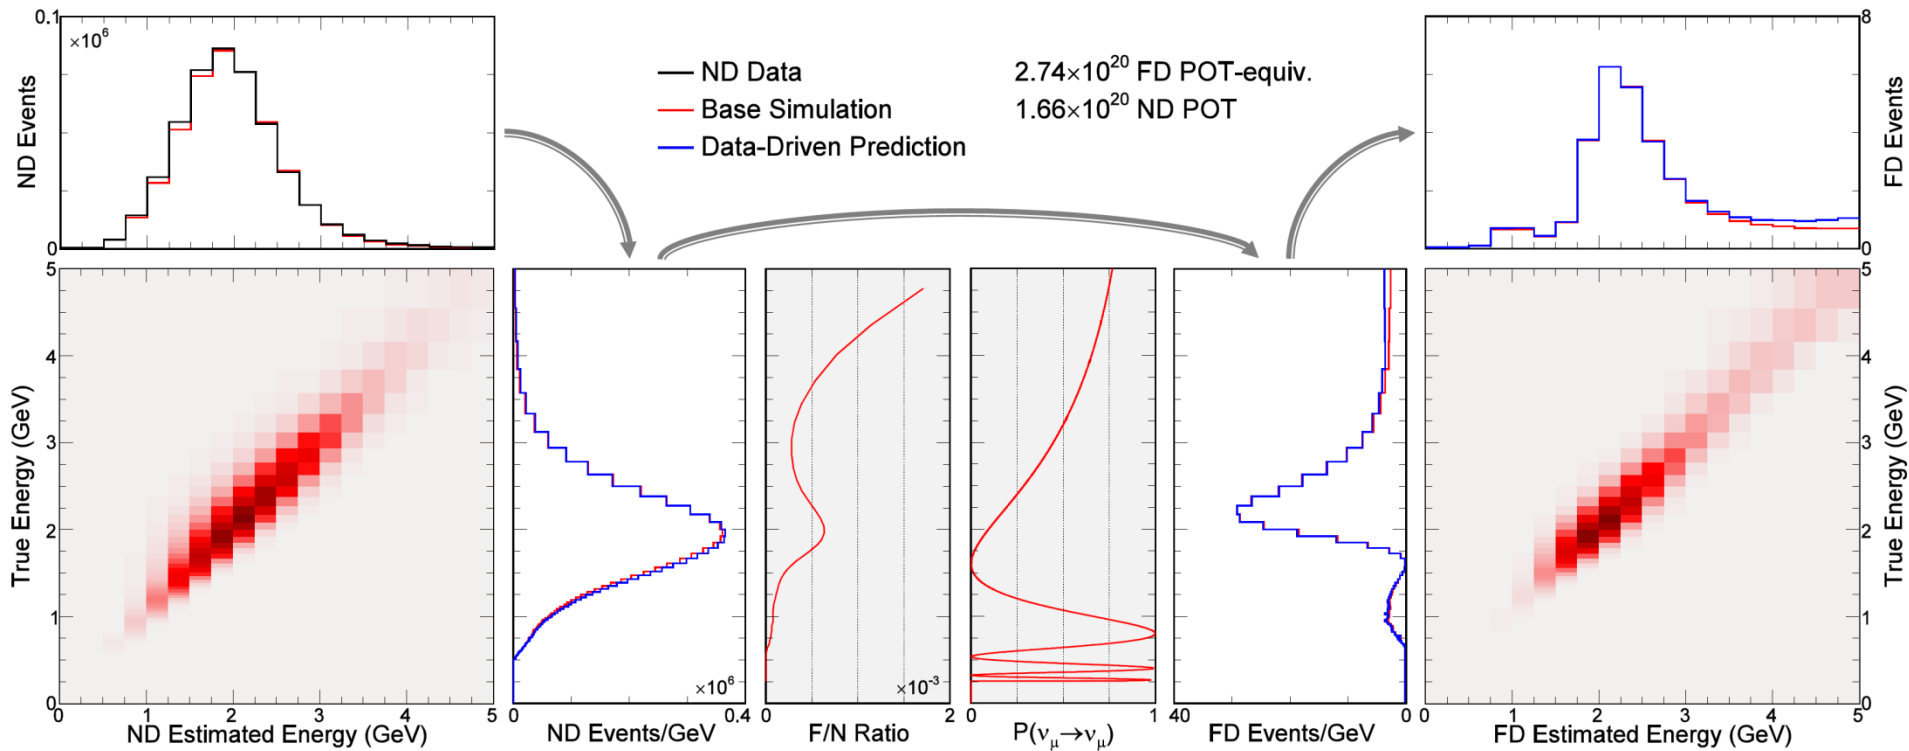 0.1
×10⁶
ND Events
0
ND Data
Base Simulation
Data-Driven Prediction
2.74×10²⁰ FD POT-equiv.
1.66×10²⁰ ND POT
8
FD Events
0
5
4
3
2
1
0
True Energy (GeV)
0 1 2 3 4 5
ND Estimated Energy (GeV)
×10⁶
0 0.4
ND Events/GeV
×10⁻³
0 2
F/N Ratio
0 1
P(νμ→νμ)
40 0
FD Events/GeV
5
4
3
2
1
0
True Energy (GeV)
0 1 2 3 4 5
FD Estimated Energy (GeV)